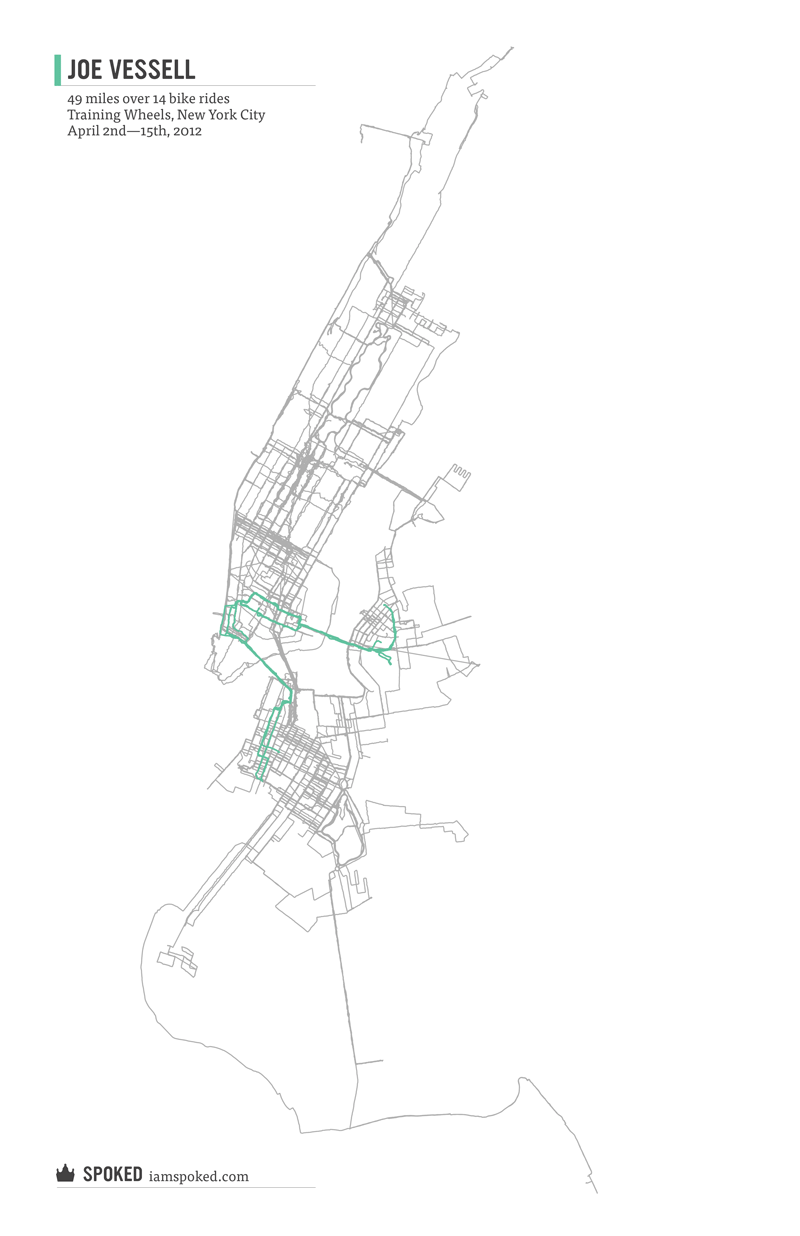 JOE VESSELL
49 miles over 14 bike rides
Training Wheels, New York City
April 2nd—15th, 2012
SPOKED iamspoked.com